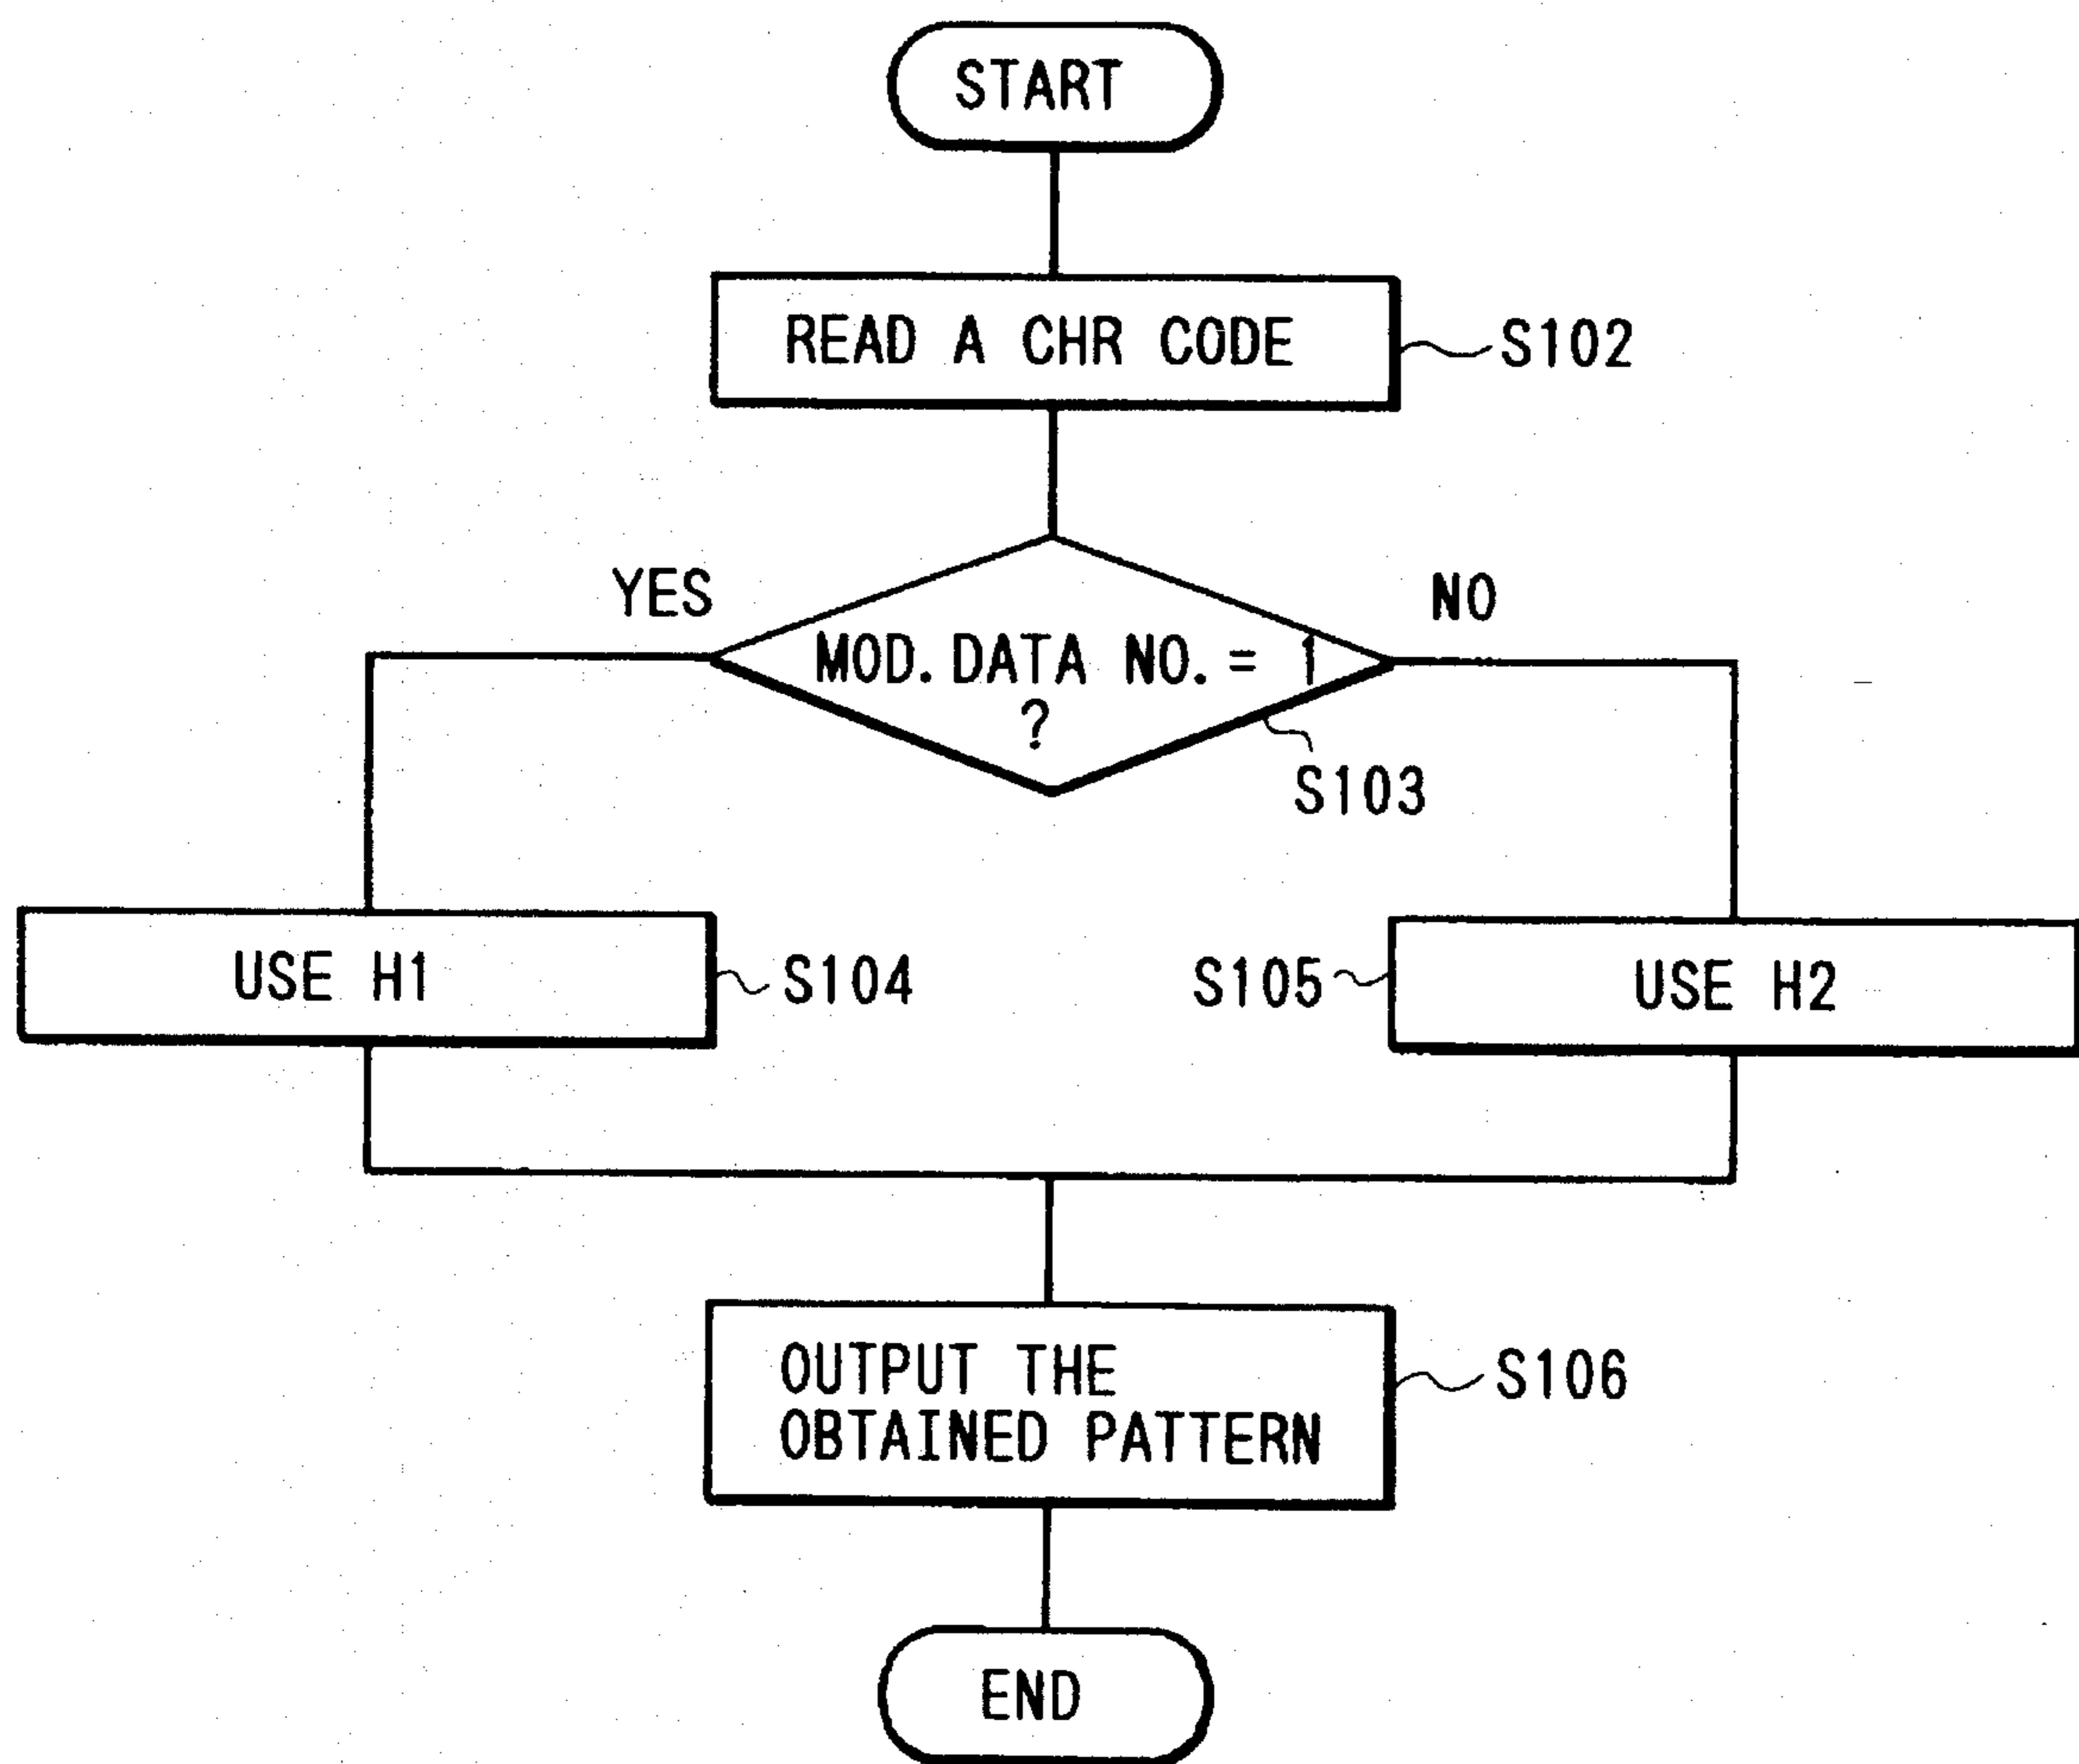 START
READ A CHR CODE
S102
YES
NO
MOD. DATA NO. = 1
?
S103
USE H1
S104
S105
USE H2
OUTPUT THE
OBTAINED PATTERN
S106
END